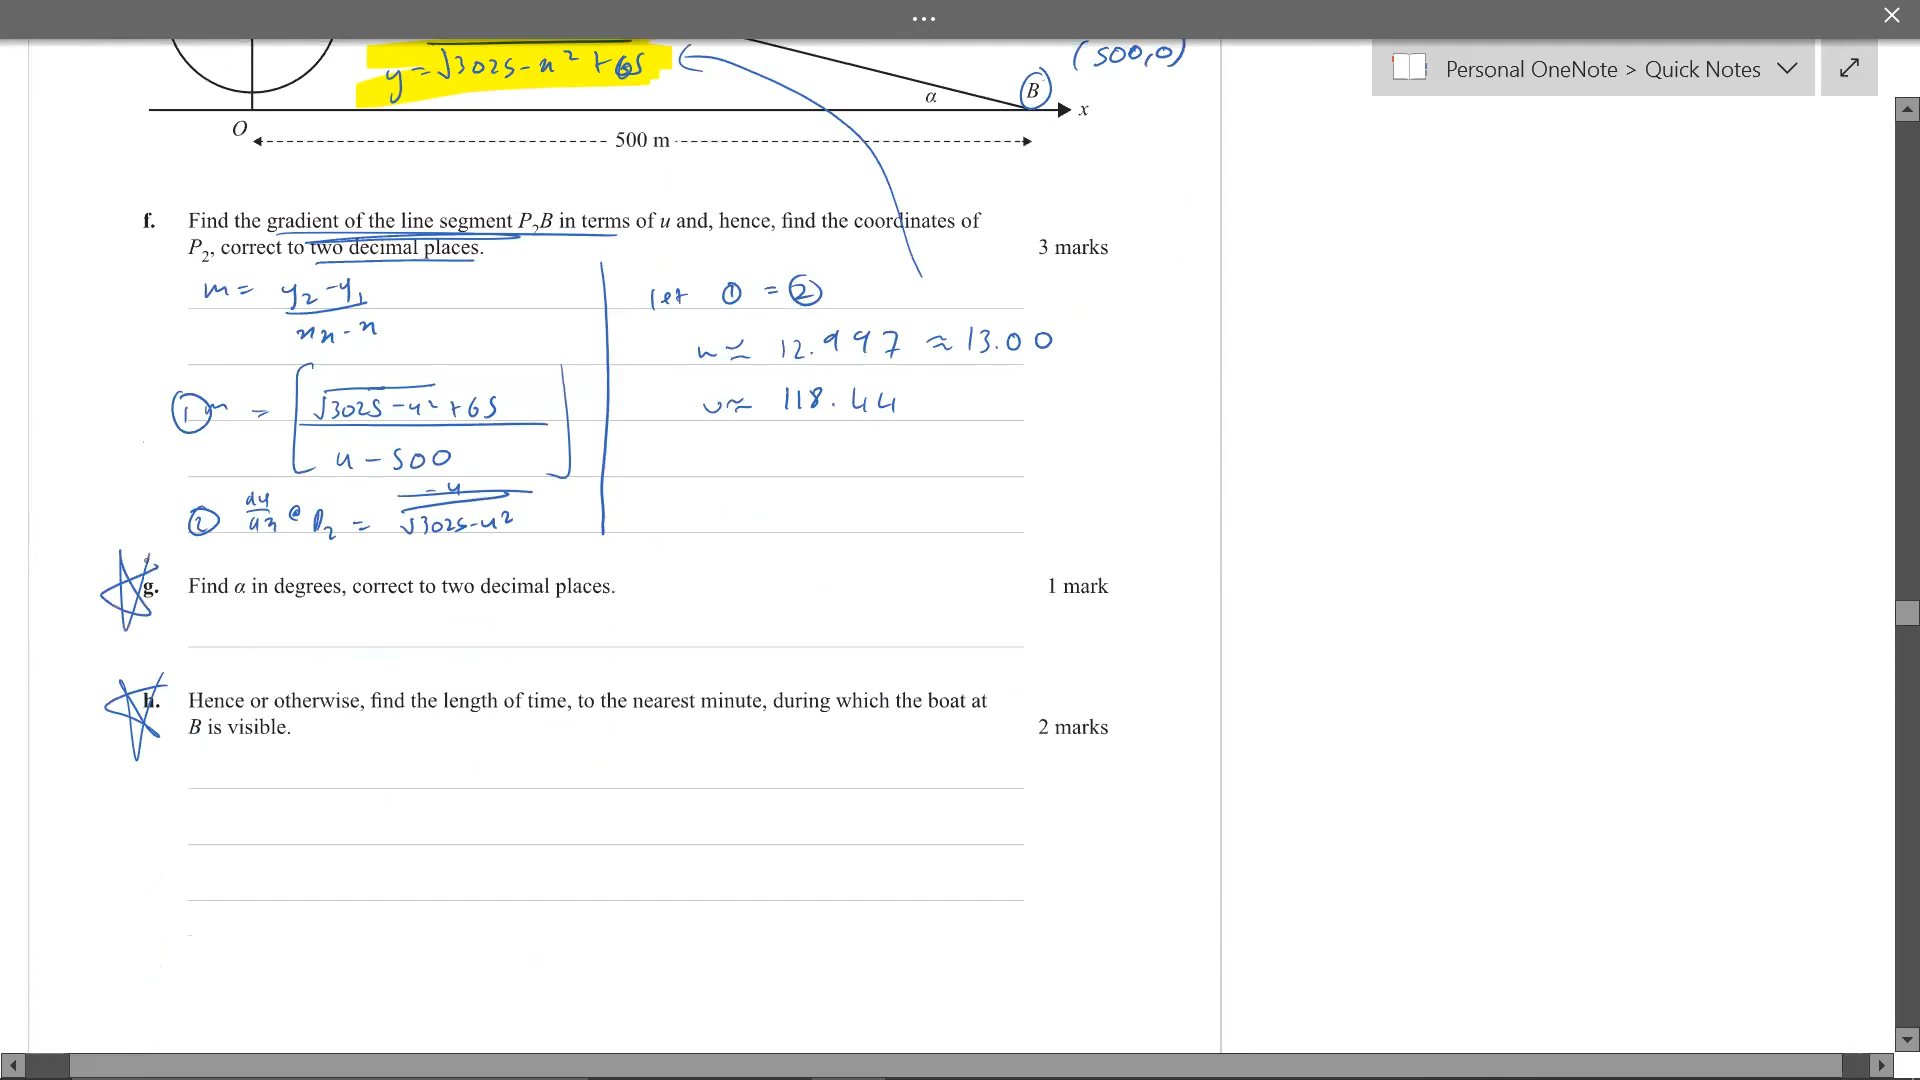 ...
Personal OneNote > Quick Notes
y = √3025 - x² + 65
(500,0)
α
B
x
O
500 m
f. Find the gradient of the line segment P₂B in terms of u and, hence, find the coordinates of
P₂, correct to two decimal places. 3 marks
m = y₂ - y₁
let ① = ②
u ≈ 12.997 ≈ 13.00
① m = √3025 - u² + 65
u - 500
v ≈ 118.44
② dy/dx @ P₂ = -u
√3025 - u²
g. Find α in degrees, correct to two decimal places. 1 mark
h. Hence or otherwise, find the length of time, to the nearest minute, during which the boat at
B is visible. 2 marks